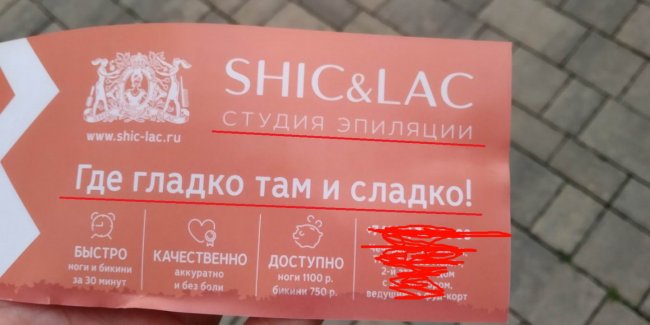 SHIC&LAC
СТУДИЯ ЭПИЛЯЦИИ
www.shic-lac.ru
Где гладко там и сладко!
БЫСТРО
ноги и бикини
за 30 минут
КАЧЕСТВЕННО
аккуратно
и без боли
ДОСТУПНО
ноги 1100 р.
бикини 750 р.
2-й